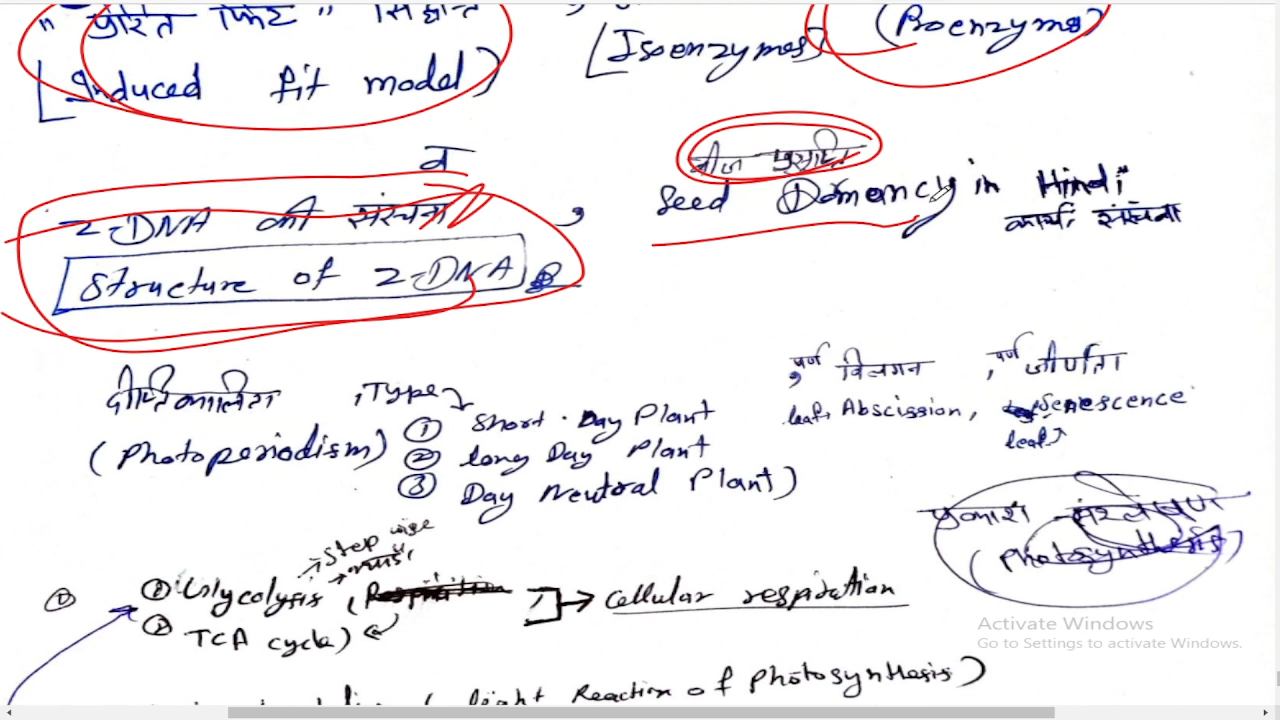 "प्रेरित फिट" सिद्धान्त ,
[Induced fit model)
[Isoenzymes)
(Proenzyme)
व
Z-DNA की संरचना ,
Structure of Z-DNA
बीज प्रसुप्ति
Seed Domancy in Hindi
कार्य, संरचना
दीप्तिकालिता
(Photoperiodism)
, Type
① Short Day Plant
② long Day Plant
③ Day Neutral Plant)
, पर्ण विलगन
leaf Abscission,
, पर्ण जीर्णता
Senescence
leaf
प्रकाश संश्लेषण
(Photosynthesis)
①
① Glycolysis
→ Step wise
(Respiration
② TCA cycle)
→ Cellular respiration
(light Reaction of Photosynthesis)
Activate Windows
Go to Settings to activate Windows.